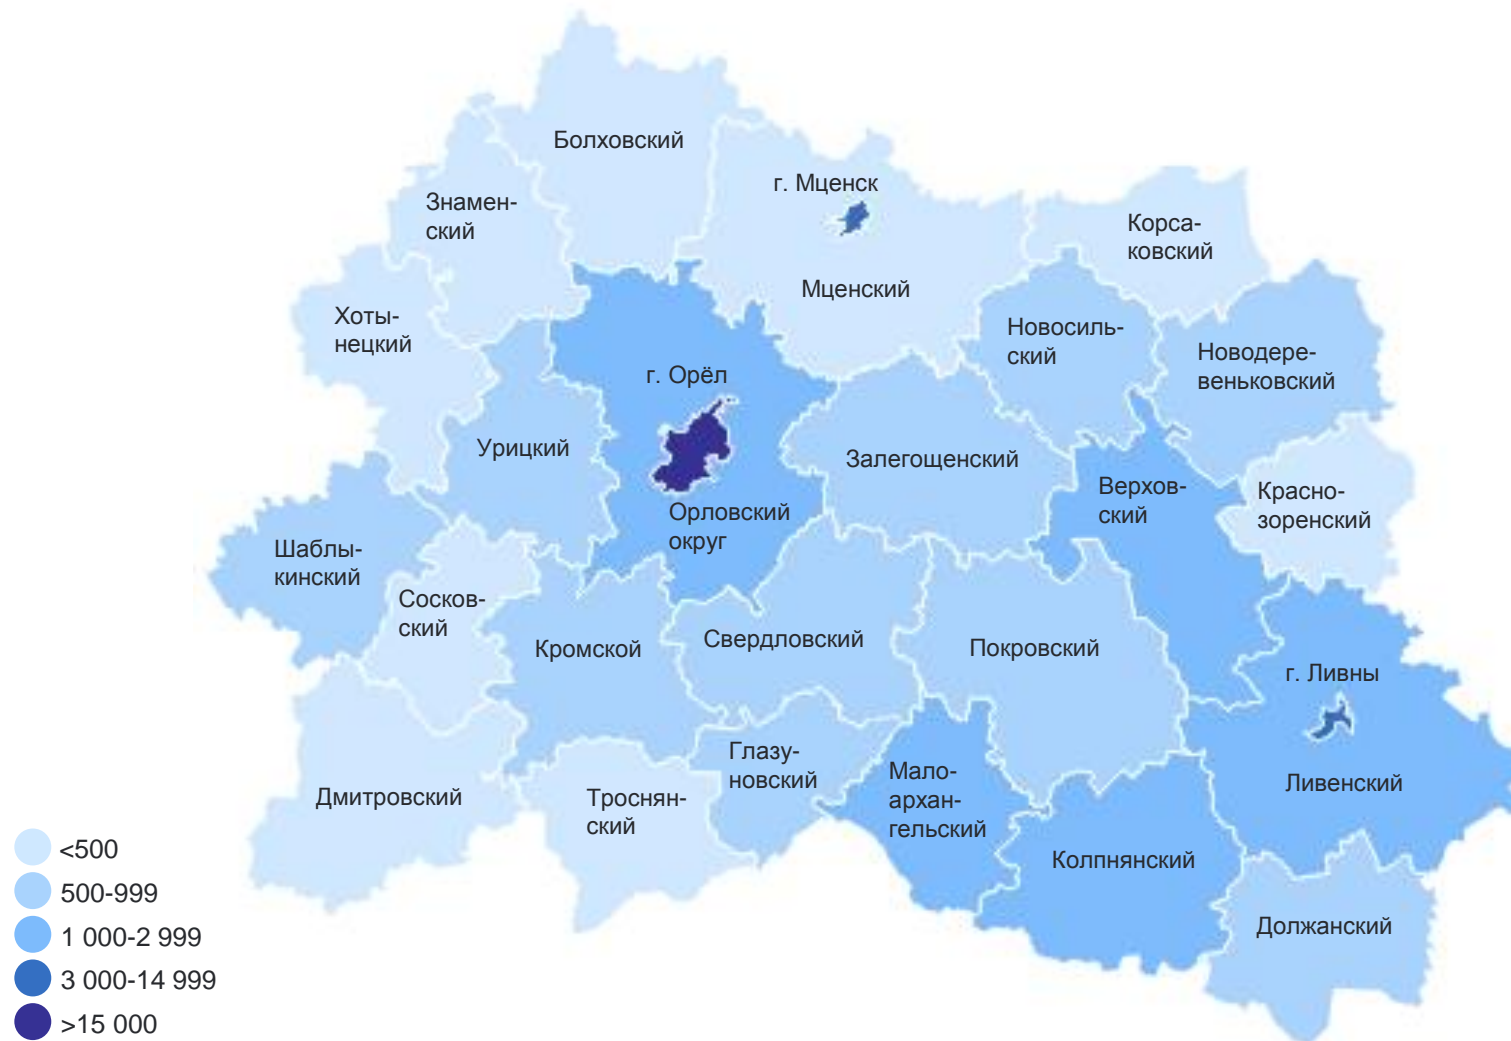 Болховский
г. Мценск
Знамен-
ский
Корса-
ковский
Мценский
Хоты-
нецкий
Новосиль-
ский
Новодере-
веньковский
г. Орёл
Урицкий
Залегощенский
Верхов-
ский
Красно-
зоренский
Орловский
округ
Шаблы-
кинский
Сосков-
ский
Кромской
Свердловский
Покровский
г. Ливны
Глазу-
новский
Мало-
архан-
гельский
Ливенский
Дмитровский
Троснян-
ский
Колпнянский
Должанский
<500
500-999
1 000-2 999
3 000-14 999
>15 000